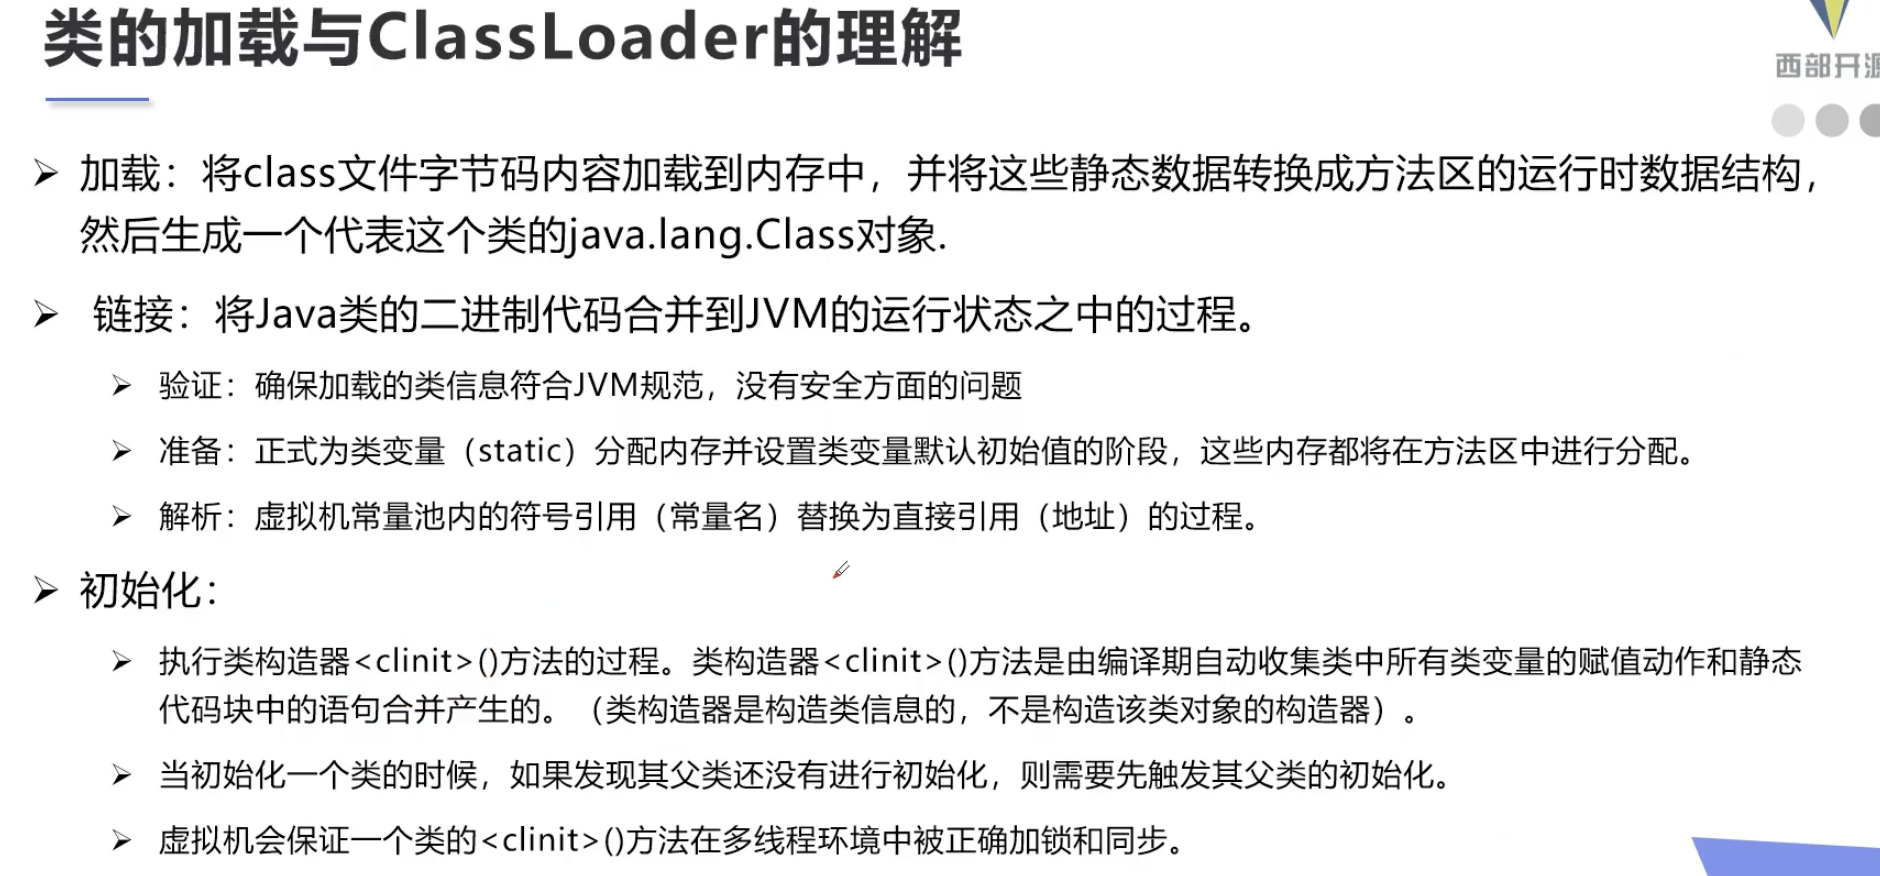 类的加载与ClassLoader的理解
西部开源
加载：将class文件字节码内容加载到内存中，并将这些静态数据转换成方法区的运行时数据结构，
然后生成一个代表这个类的java.lang.Class对象.
链接：将Java类的二进制代码合并到JVM的运行状态之中的过程。
验证：确保加载的类信息符合JVM规范，没有安全方面的问题
准备：正式为类变量（static）分配内存并设置类变量默认初始值的阶段，这些内存都将在方法区中进行分配。
解析：虚拟机常量池内的符号引用（常量名）替换为直接引用（地址）的过程。
初始化：
执行类构造器<clinit>()方法的过程。类构造器<clinit>()方法是由编译期自动收集类中所有类变量的赋值动作和静态
代码块中的语句合并产生的。（类构造器是构造类信息的，不是构造该类对象的构造器）。
当初始化一个类的时候，如果发现其父类还没有进行初始化，则需要先触发其父类的初始化。
虚拟机会保证一个类的<clinit>()方法在多线程环境中被正确加锁和同步。